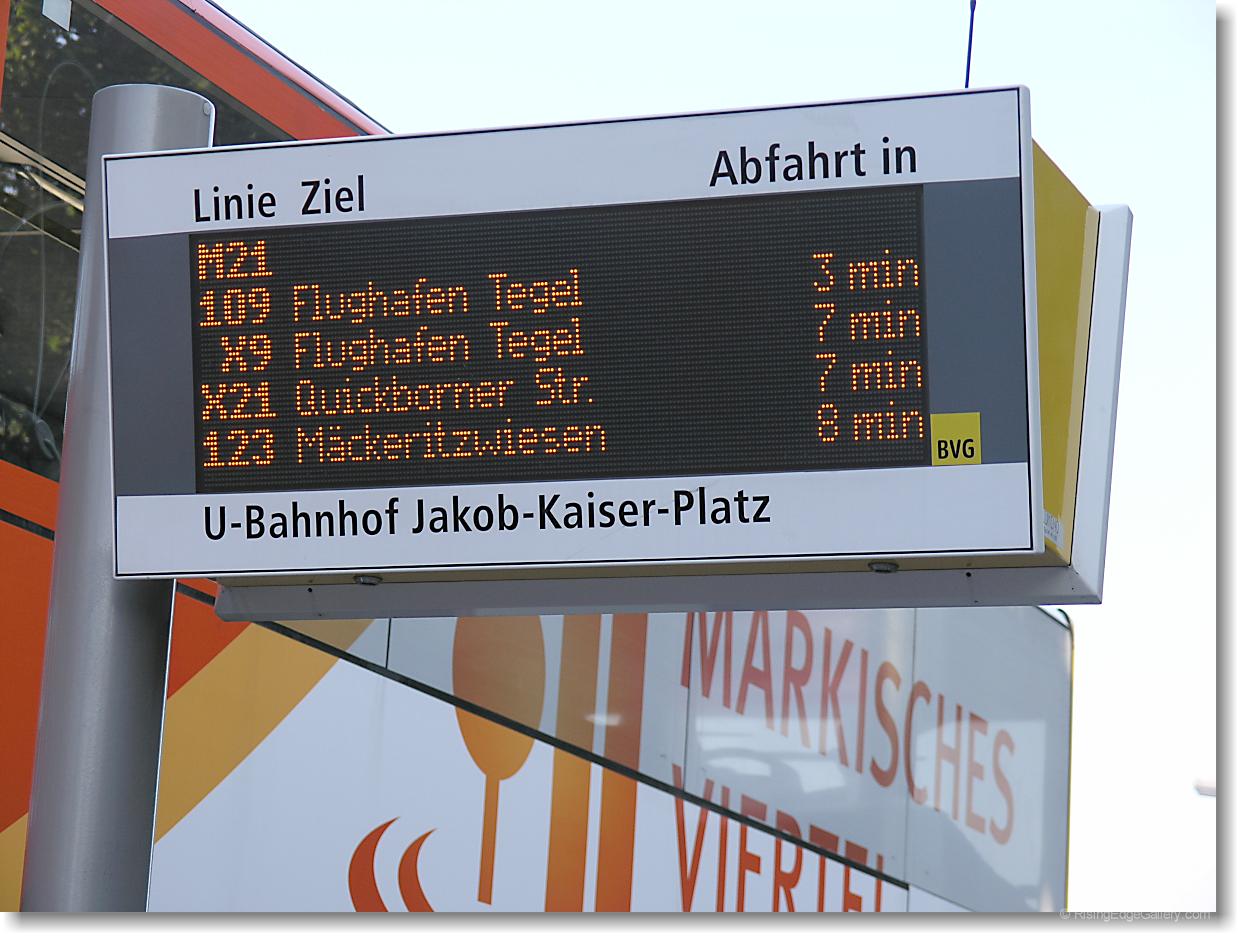 Linie Ziel Abfahrt in
M21
109 Flughafen Tegel 3 min
X9 Flughafen Tegel 7 min
X21 Quickborner Str. 7 min
123 Mäckeritzwiesen 8 min
BVG
U-Bahnhof Jakob-Kaiser-Platz
MÄRKISCHES
VIERTEL
© RisingEdgeGallery.com